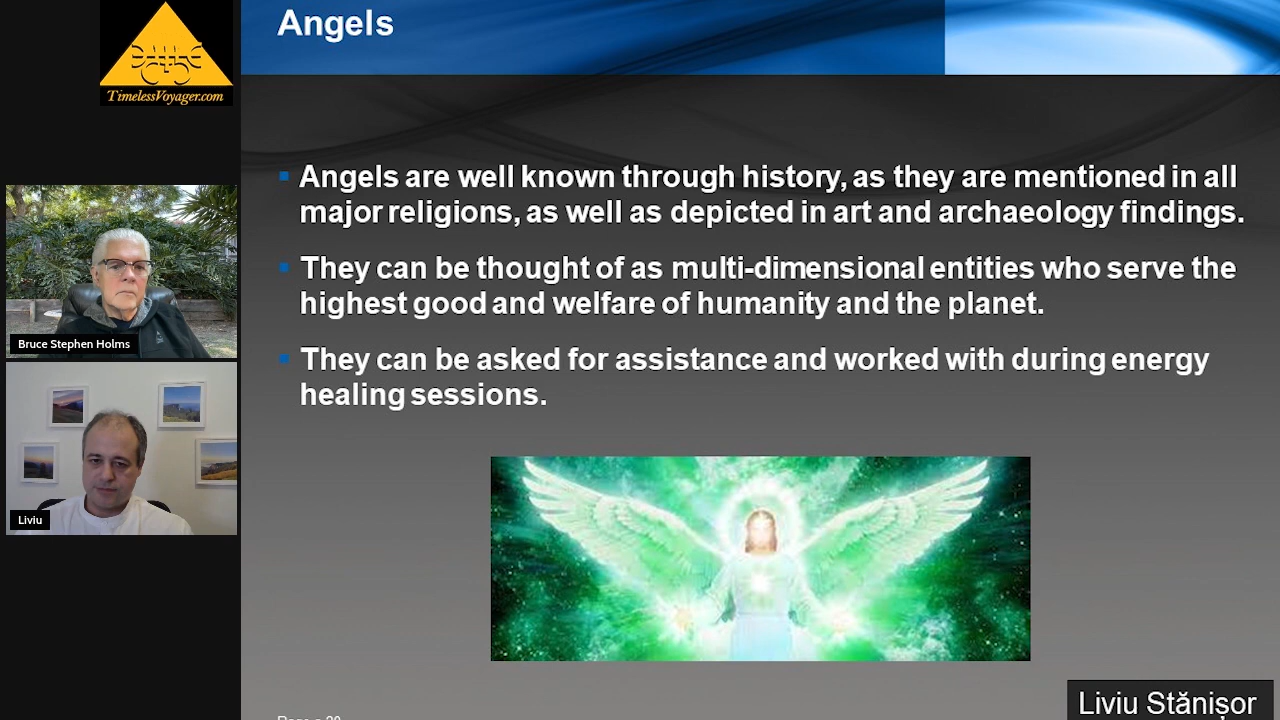 Angels
TimelessVoyager.com
Angels are well known through history, as they are mentioned in all
major religions, as well as depicted in art and archaeology findings.
They can be thought of as multi-dimensional entities who serve the
highest good and welfare of humanity and the planet.
They can be asked for assistance and worked with during energy
healing sessions.
Bruce Stephen Holms
Liviu
Liviu Stănișor